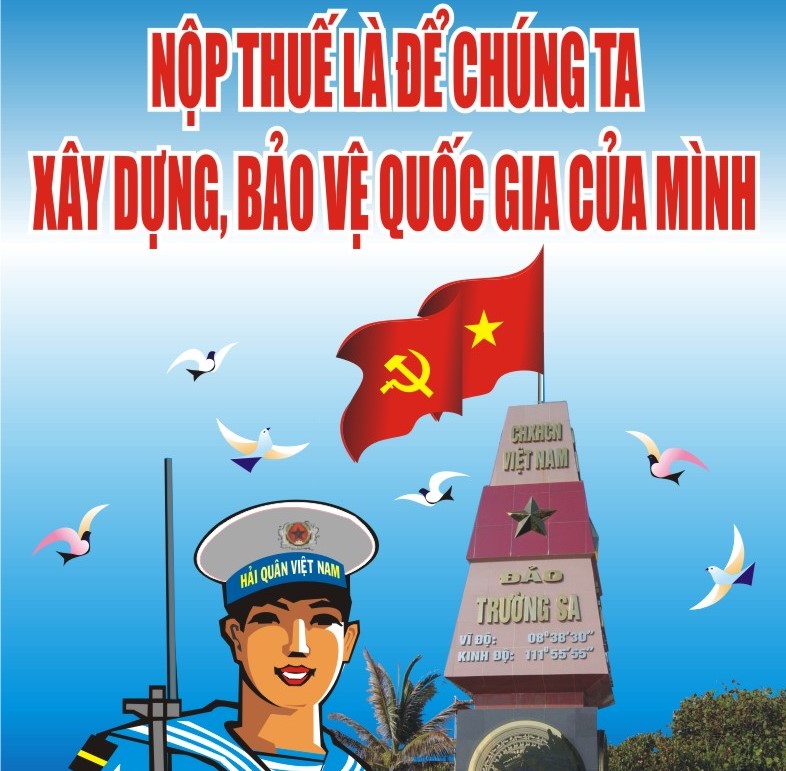 NỘP THUẾ LÀ ĐỂ CHÚNG TA
XÂY DỰNG, BẢO VỆ QUỐC GIA CỦA MÌNH
CHXHCN
VIỆT NAM
ĐẢO
TRƯỜNG SA
VĨ ĐỘ: 08°38'30"
KINH ĐỘ: 111°55'55"
HẢI QUÂN VIỆT NAM